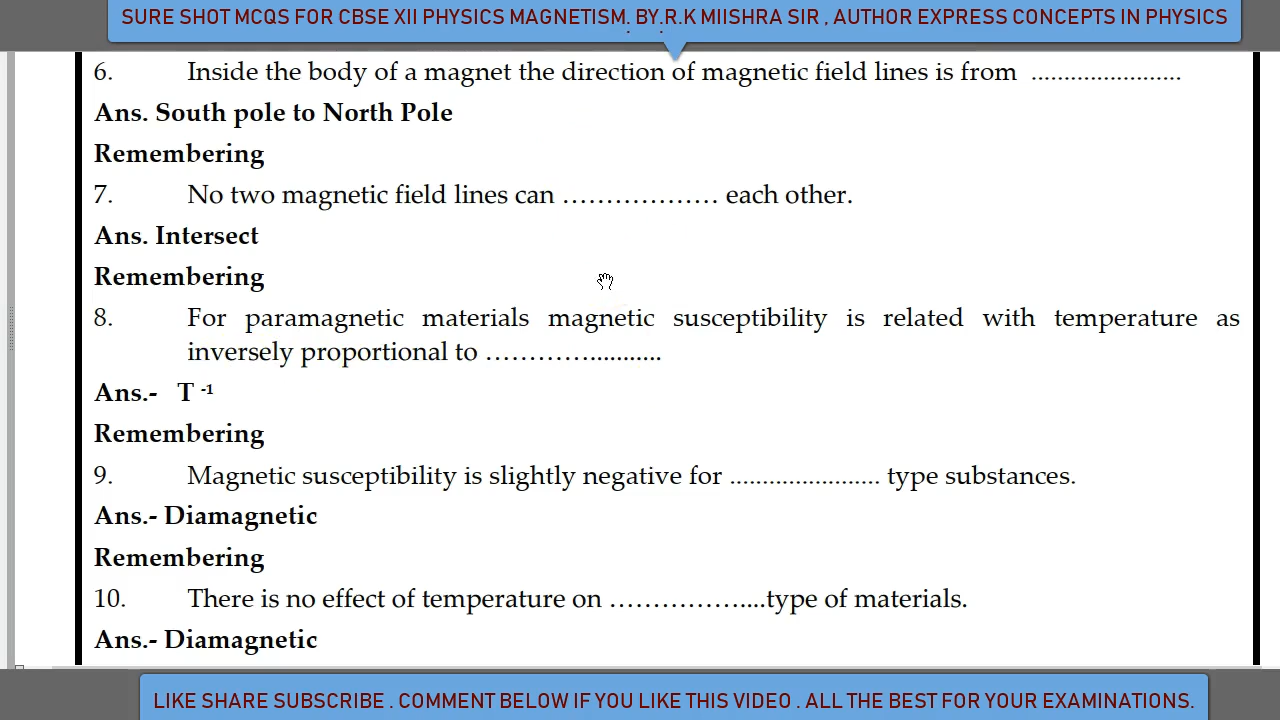 SURE SHOT MCQS FOR CBSE XII PHYSICS MAGNETISM. BY.R.K MIISHRA SIR , AUTHOR EXPRESS CONCEPTS IN PHYSICS
6. Inside the body of a magnet the direction of magnetic field lines is from .......................
Ans. South pole to North Pole
Remembering
7. No two magnetic field lines can ……………… each other.
Ans. Intersect
Remembering
8. For paramagnetic materials magnetic susceptibility is related with temperature as
inversely proportional to …………...........
Ans.- T ⁻¹
Remembering
9. Magnetic susceptibility is slightly negative for ....................... type substances.
Ans.- Diamagnetic
Remembering
10. There is no effect of temperature on ……………....type of materials.
Ans.- Diamagnetic
LIKE SHARE SUBSCRIBE . COMMENT BELOW IF YOU LIKE THIS VIDEO . ALL THE BEST FOR YOUR EXAMINATIONS.